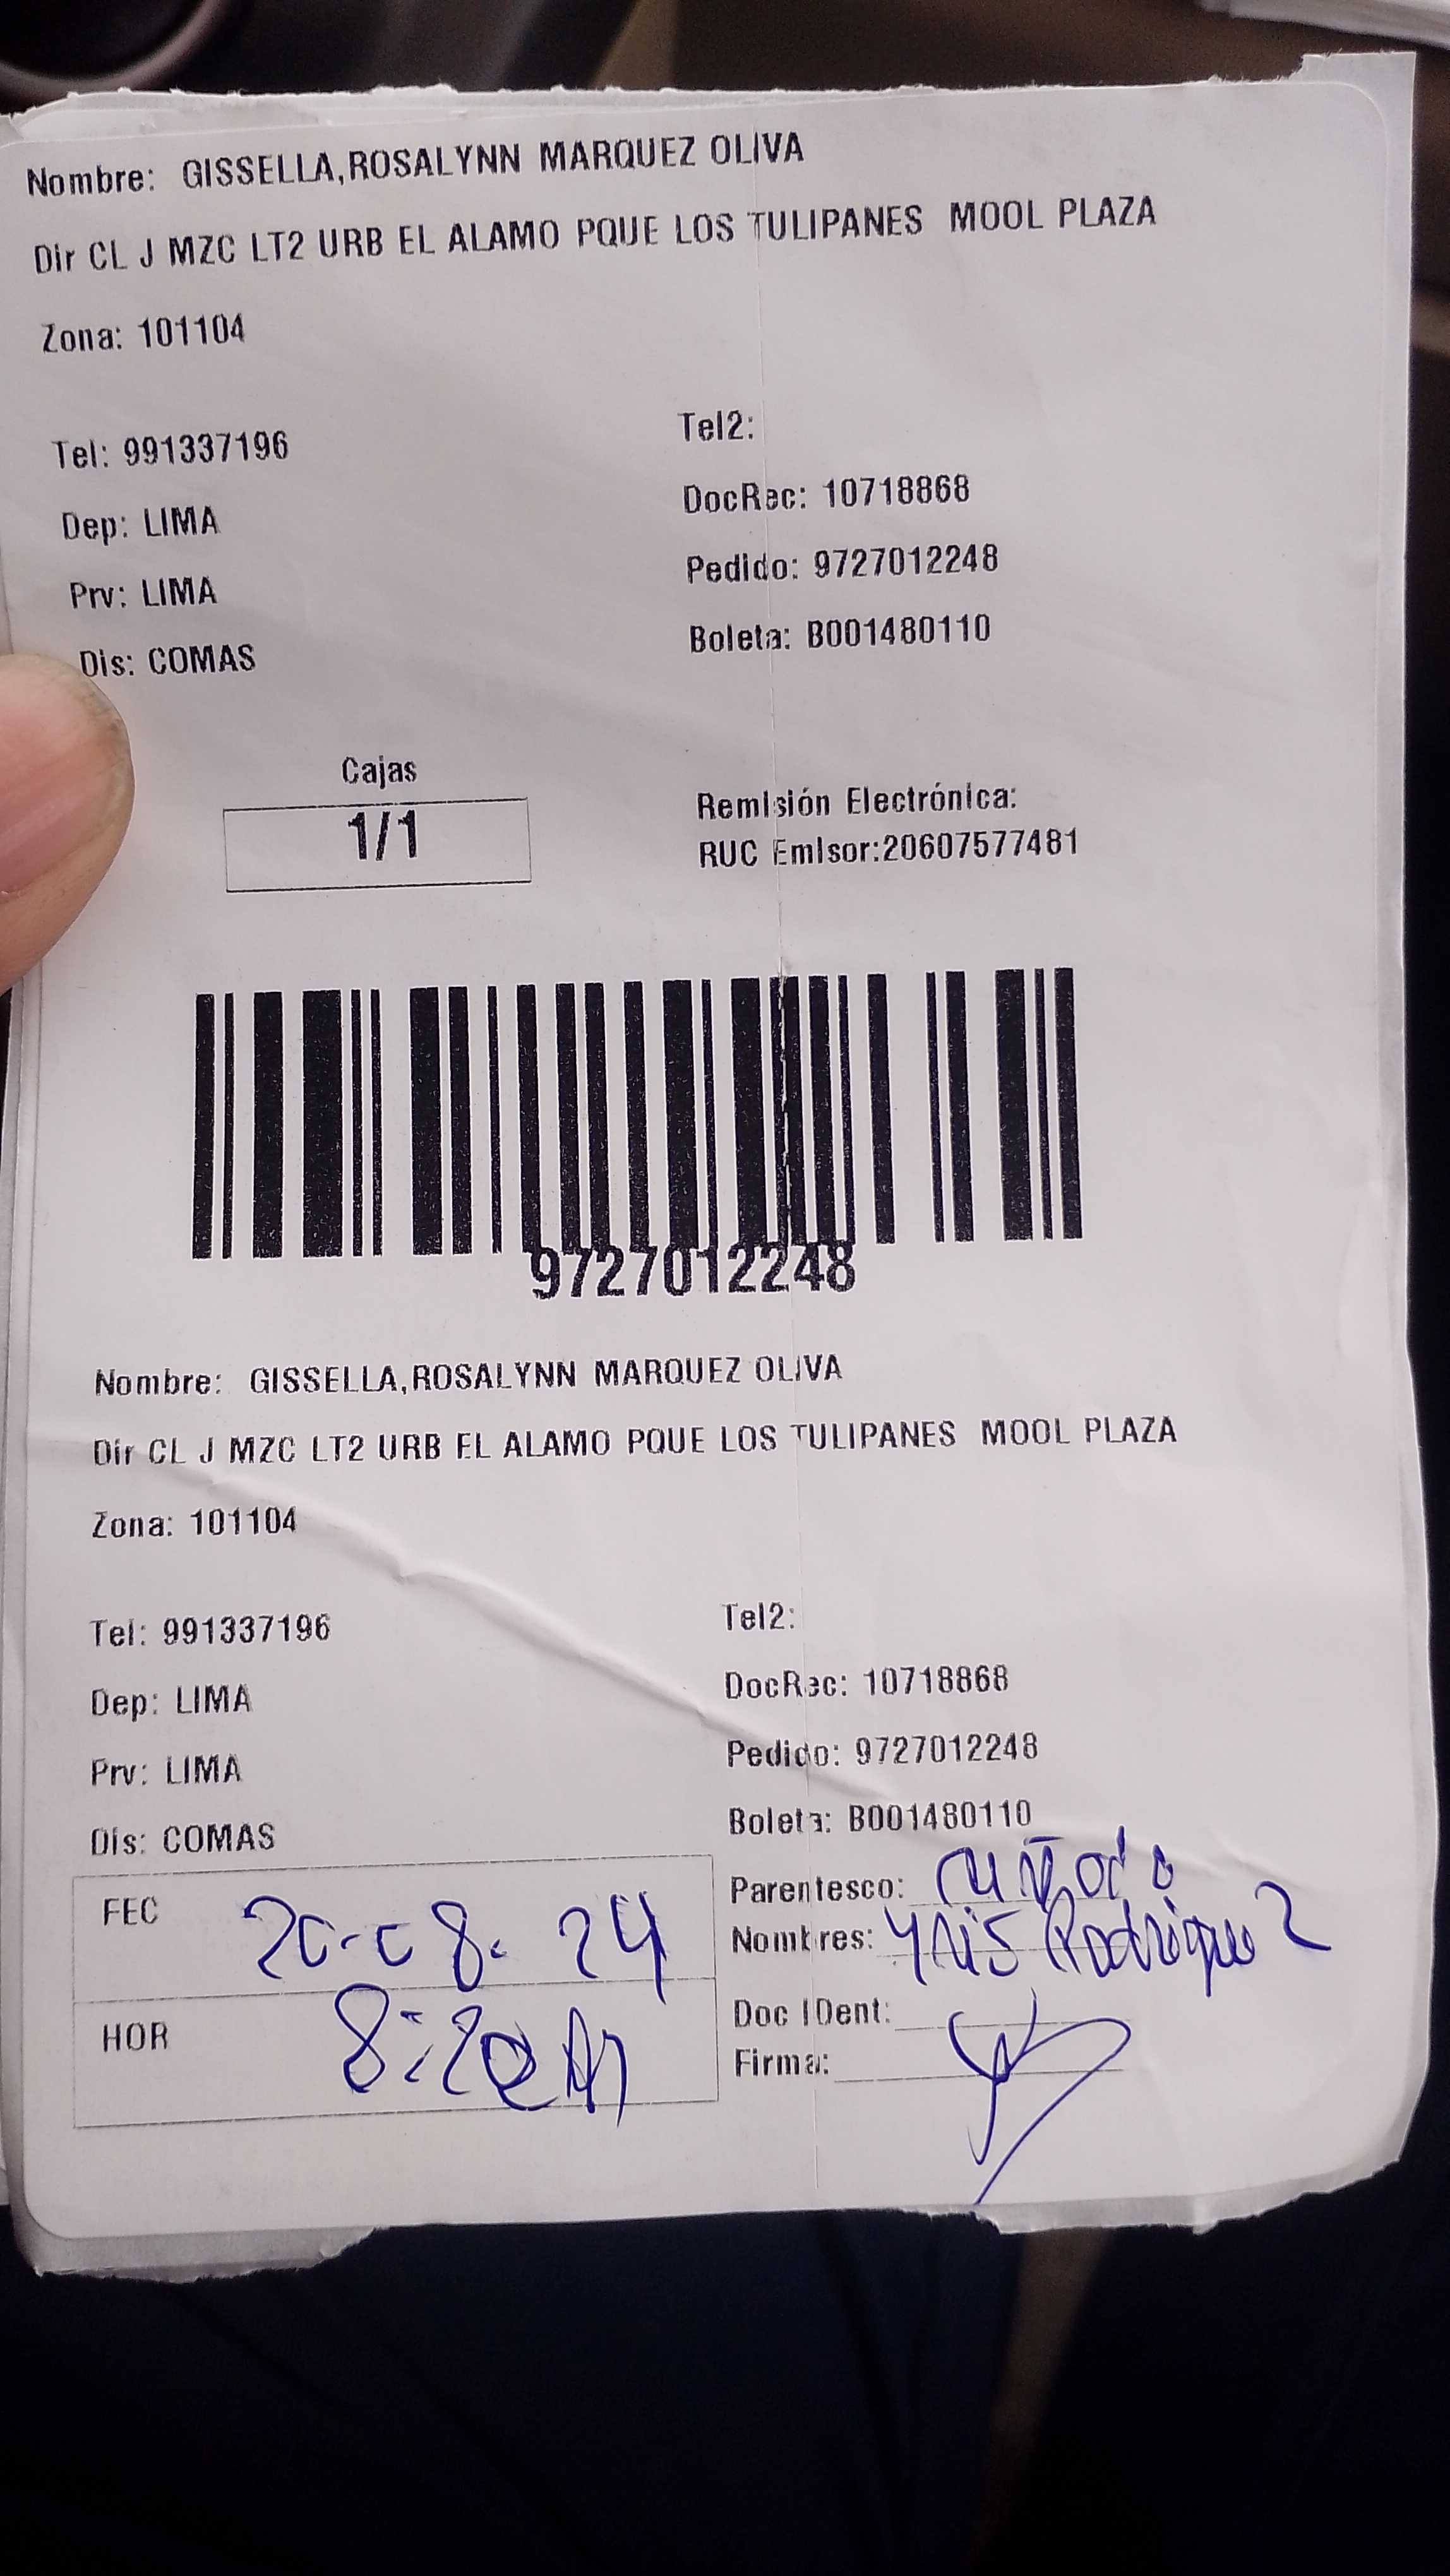 Nombre: GISSELLA,ROSALYNN MARQUEZ OLIVA
Dir CL J MZC LT2 URB EL ALAMO PQUE LOS TULIPANES MOOL PLAZA
Zona: 101104
Tel: 991337196
Tel2:
Dep: LIMA
DocRec: 10718868
Prv: LIMA
Pedido: 9727012248
Dis: COMAS
Boleta: B001480110
Cajas
1/1
Remisión Electrónica:
RUC Emisor:20607577481
9727012248
Nombre: GISSELLA,ROSALYNN MARQUEZ OLIVA
Dir CL J MZC LT2 URB EL ALAMO PQUE LOS TULIPANES MOOL PLAZA
Zona: 101104
Tel: 991337196
Tel2:
Dep: LIMA
DocRec: 10718868
Prv: LIMA
Pedido: 9727012248
Dis: COMAS
Boleta: B001480110
FEC 20-08-24
Parentesco: cuñado
Nombres: Rodriguez
HOR
Doc IDent:
Firma: